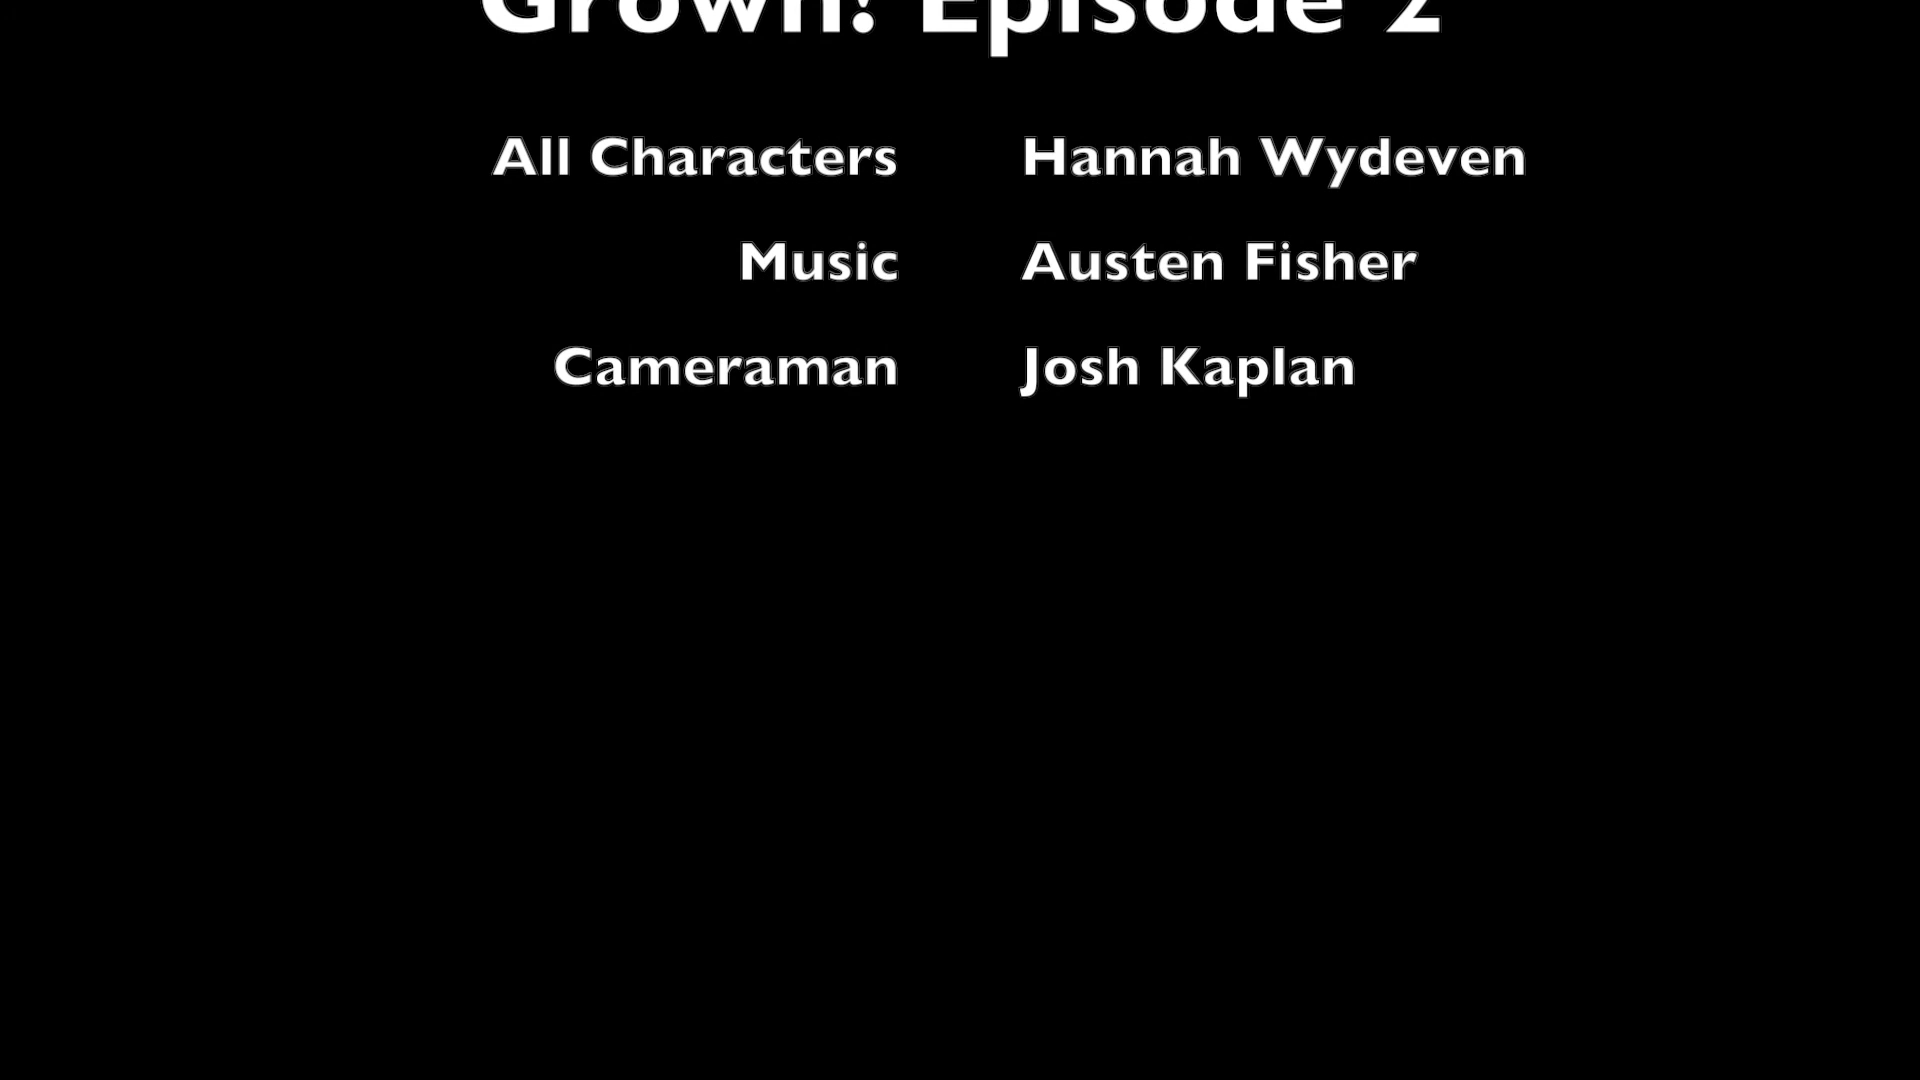 Grown! Episode 2
All Characters Hannah Wydeven
Music Austen Fisher
Cameraman Josh Kaplan